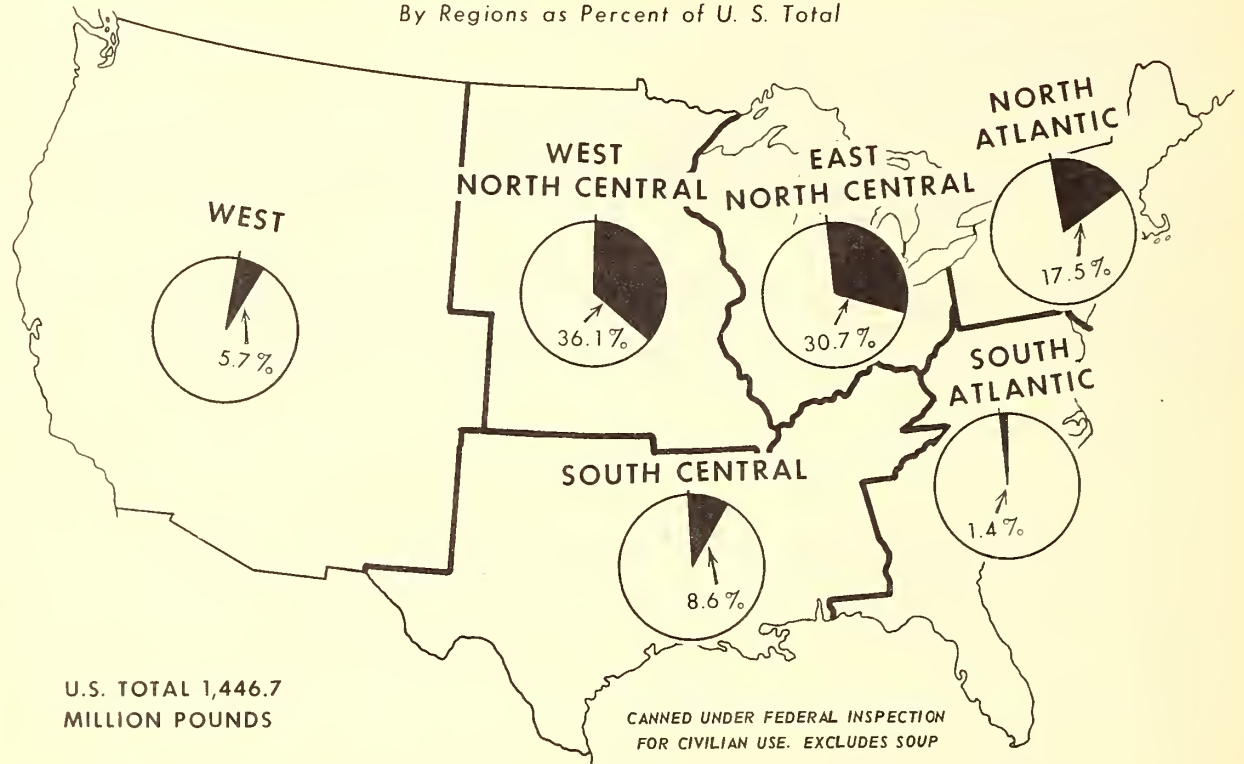 By Regions as Percent of U. S. Total
NORTH
ATLANTIC
17.5%
WEST
NORTH CENTRAL
36.1%
EAST
NORTH CENTRAL
30.7%
WEST
5.7%
SOUTH
ATLANTIC
1.4%
SOUTH CENTRAL
8.6%
U.S. TOTAL 1,446.7
MILLION POUNDS
CANNED UNDER FEDERAL INSPECTION
FOR CIVILIAN USE. EXCLUDES SOUP